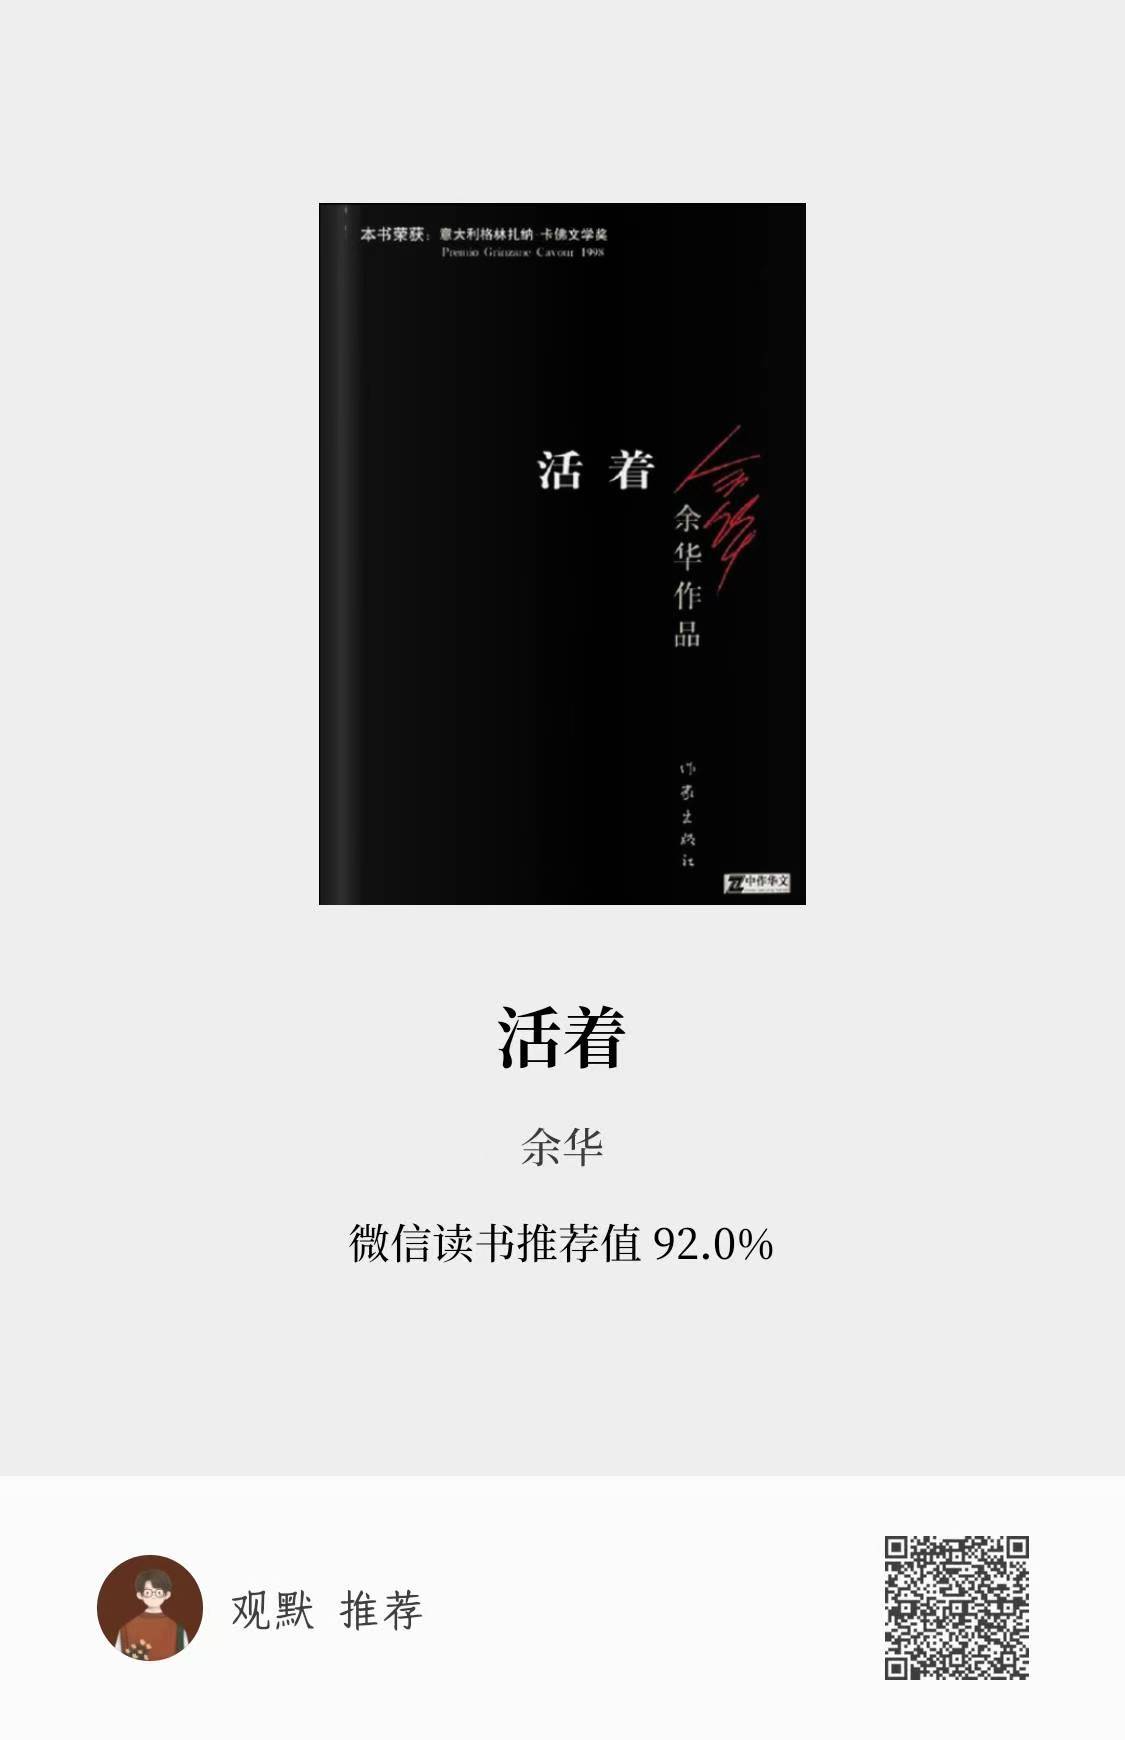 本书荣获：意大利格林扎纳·卡佛文学奖
Premio Grinzane Cavour 1998
活着
余华作品
作家出版社
中作华文
活着
余华
微信读书推荐值 92.0%
观默 推荐